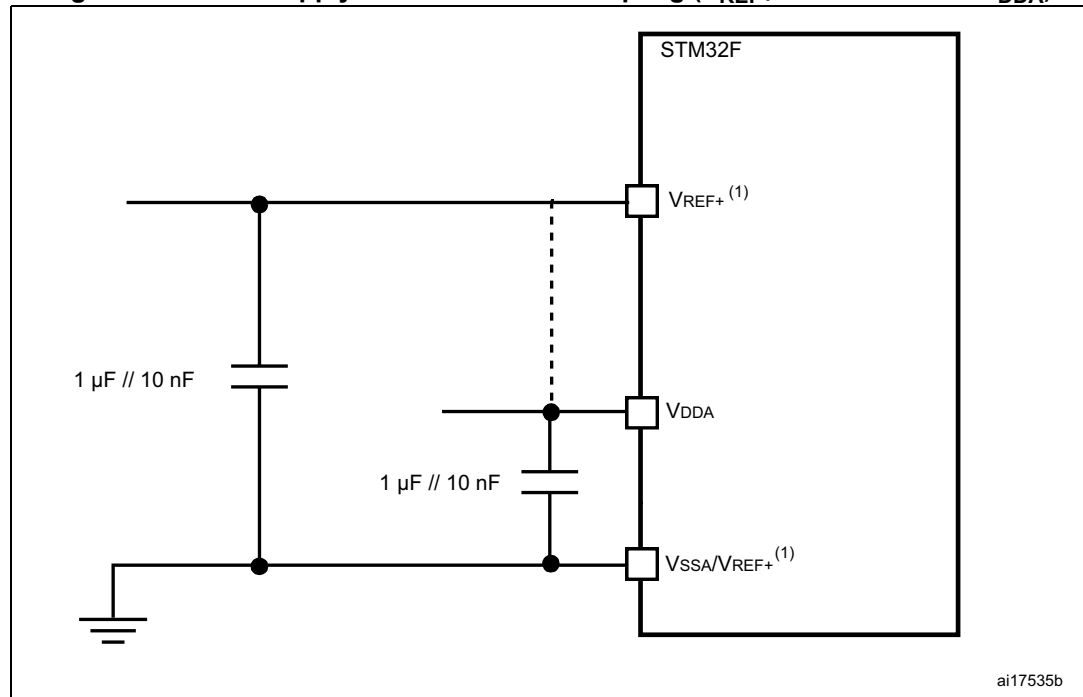 STM32F
VREF+ (1)
1 µF // 10 nF
VDDA
1 µF // 10 nF
VSSA/VREF+ (1)
ai17535b